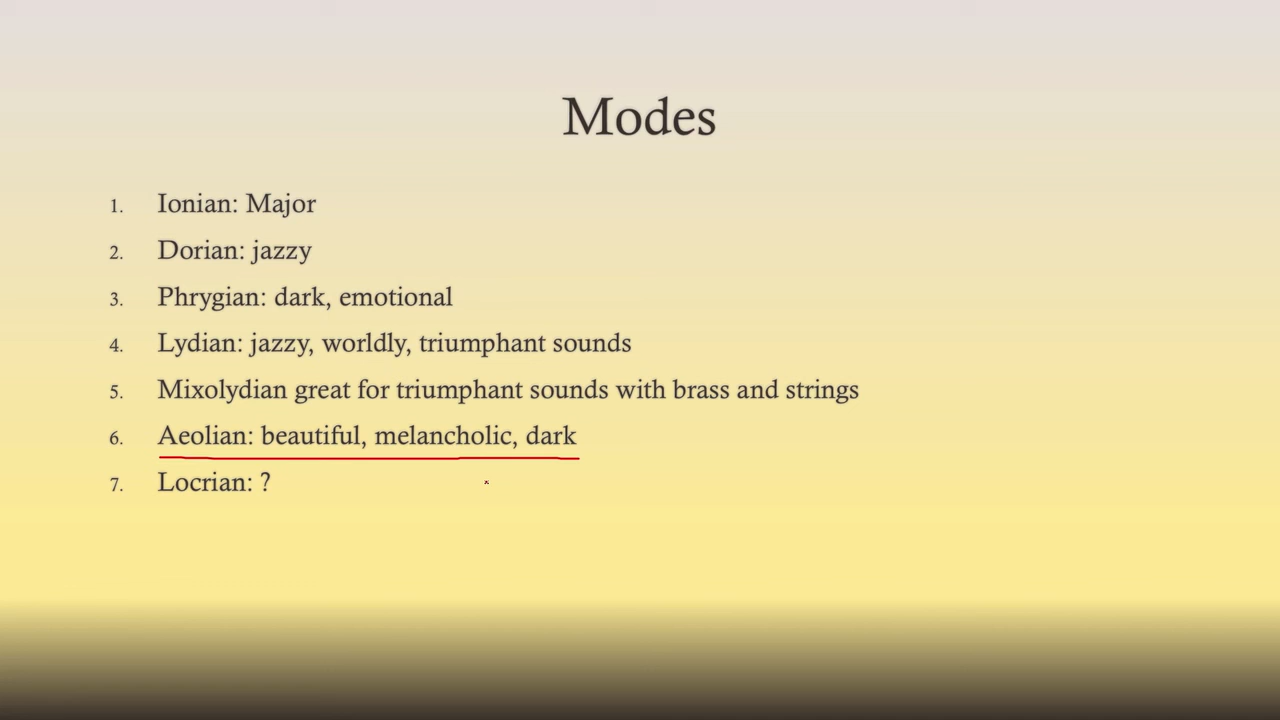 Modes
1. Ionian: Major
2. Dorian: jazzy
3. Phrygian: dark, emotional
4. Lydian: jazzy, worldly, triumphant sounds
5. Mixolydian great for triumphant sounds with brass and strings
6. Aeolian: beautiful, melancholic, dark
7. Locrian: ?